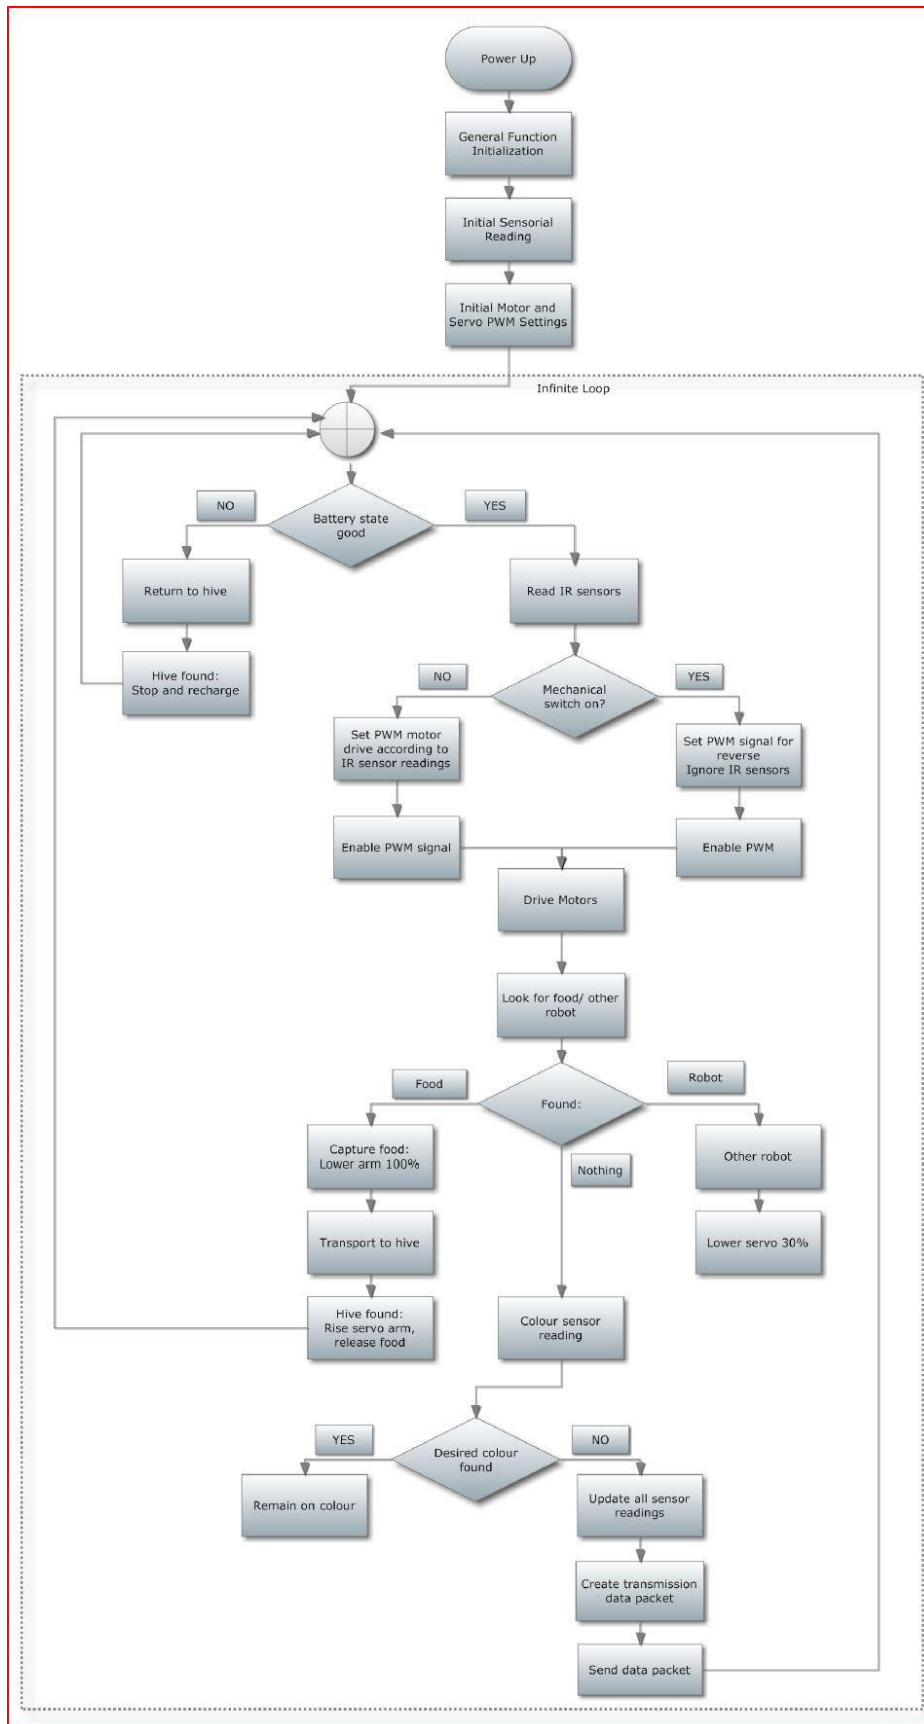 Power Up
General Function
Initialization
Initial Sensorial
Reading
Initial Motor and
Servo PWM Settings
Infinite Loop
NO
Battery state
good
YES
Return to hive
Read IR sensors
Hive found:
Stop and recharge
NO
Mechanical
switch on?
YES
Set PWM motor
drive according to
IR sensor readings
Set PWM signal for
reverse
Ignore IR sensors
Enable PWM signal
Enable PWM
Drive Motors
Look for food/ other
robot
Food
Found:
Robot
Capture food:
Lower arm 100%
Nothing
Other robot
Transport to hive
Lower servo 30%
Hive found:
Rise servo arm,
release food
Colour sensor
reading
YES
Desired colour
found
NO
Remain on colour
Update all sensor
readings
Create transmission
data packet
Send data packet